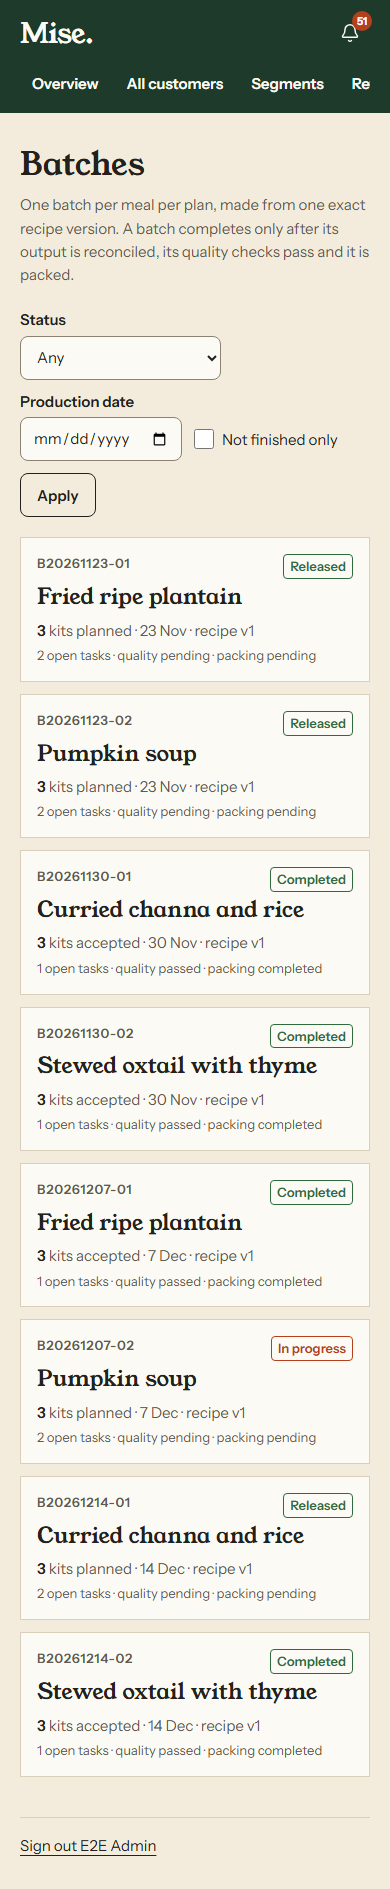 Mise.
51
Overview All customers Segments Re
Batches
One batch per meal per plan, made from one exact
recipe version. A batch completes only after its
output is reconciled, its quality checks pass and it is
packed.
Status
Any
Production date
mm/dd/yyyy
Not finished only
Apply
B20261123-01
Released
Fried ripe plantain
3 kits planned · 23 Nov · recipe v1
2 open tasks · quality pending · packing pending
B20261123-02
Released
Pumpkin soup
3 kits planned · 23 Nov · recipe v1
2 open tasks · quality pending · packing pending
B20261130-01
Completed
Curried channa and rice
3 kits accepted · 30 Nov · recipe v1
1 open tasks · quality passed · packing completed
B20261130-02
Completed
Stewed oxtail with thyme
3 kits accepted · 30 Nov · recipe v1
1 open tasks · quality passed · packing completed
B20261207-01
Completed
Fried ripe plantain
3 kits accepted · 7 Dec · recipe v1
1 open tasks · quality passed · packing completed
B20261207-02
In progress
Pumpkin soup
3 kits planned · 7 Dec · recipe v1
2 open tasks · quality pending · packing pending
B20261214-01
Released
Curried channa and rice
3 kits planned · 14 Dec · recipe v1
2 open tasks · quality pending · packing pending
B20261214-02
Completed
Stewed oxtail with thyme
3 kits accepted · 14 Dec · recipe v1
1 open tasks · quality passed · packing completed
Sign out E2E Admin